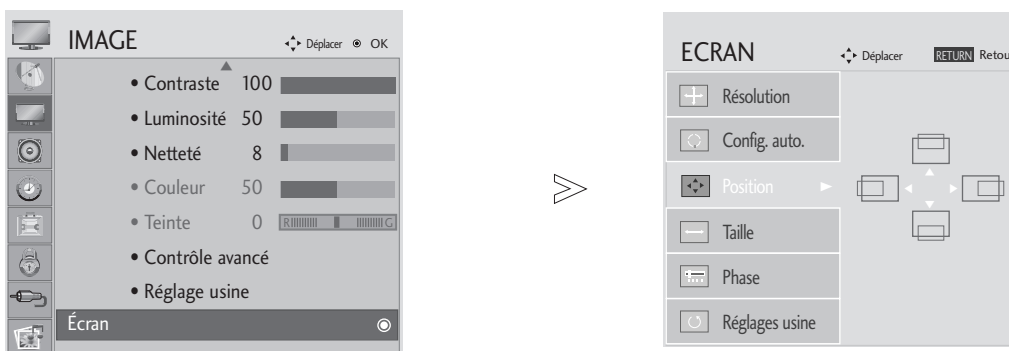 IMAGE
Déplacer OK
• Contraste 100
• Luminosité 50
• Netteté 8
• Couleur 50
• Teinte 0 R G
• Contrôle avancé
• Réglage usine
Écran
ECRAN
Déplacer RETURN Retou
Résolution
Config. auto.
Position
Taille
Phase
Réglages usine